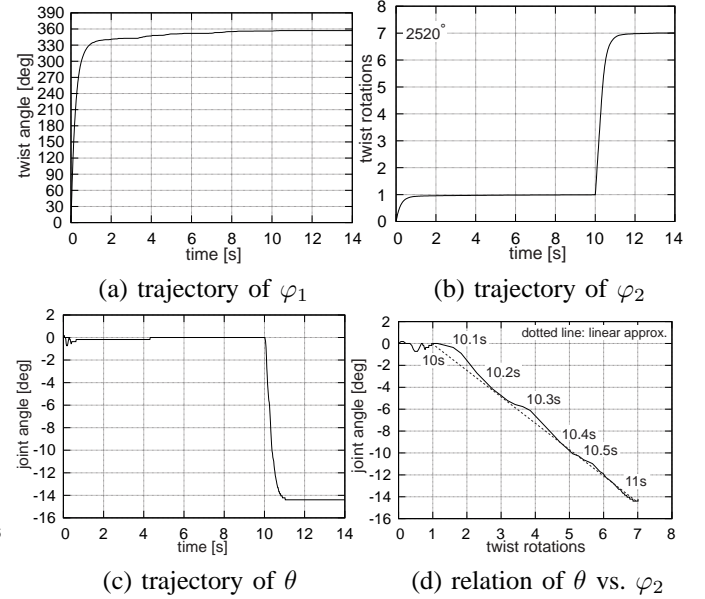 390
360
330
300
270
240
210
180
150
120
90
60
30
0
twist angle [deg]
0 2 4 6 8 10 12 14
time [s]
(a) trajectory of φ1
8
7
6
5
4
3
2
1
0
twist rotations
2520°
0 2 4 6 8 10 12 14
time [s]
(b) trajectory of φ2
2
0
-2
-4
-6
-8
-10
-12
-14
-16
joint angle [deg]
0 2 4 6 8 10 12 14
time [s]
(c) trajectory of θ
2
0
-2
-4
-6
-8
-10
-12
-14
-16
joint angle [deg]
dotted line: linear approx.
10s
10.1s
10.2s
10.3s
10.4s
10.5s
11s
0 1 2 3 4 5 6 7 8
twist rotations
(d) relation of θ vs. φ2